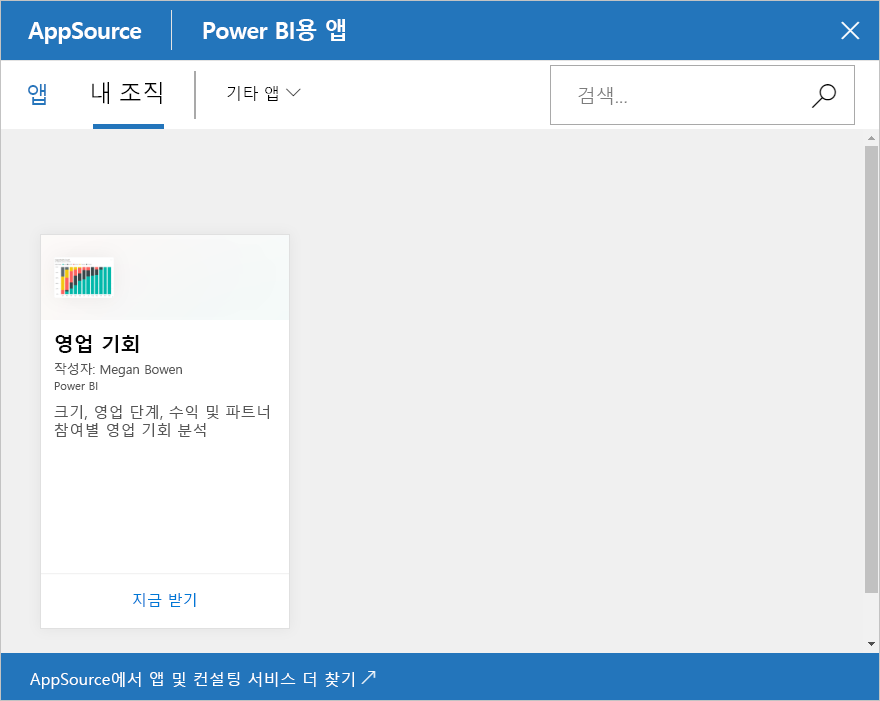 AppSource
Power BI용 앱
앱
내 조직
기타 앱
검색...
영업 기회
작성자: Megan Bowen
Power BI
크기, 영업 단계, 수익 및 파트너
참여별 영업 기회 분석
지금 받기
AppSource에서 앱 및 컨설팅 서비스 더 찾기